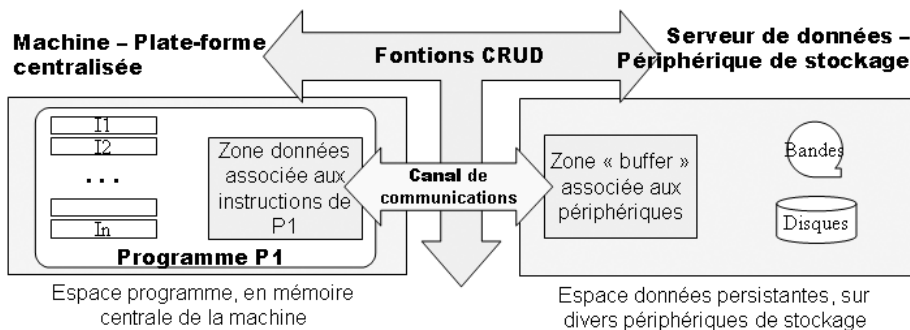 Machine – Plate-forme
centralisée
Fontions CRUD
Serveur de données –
Périphérique de stockage
I1
I2
...
In
Zone données
associée aux
instructions de
P1
Programme P1
Canal de
communications
Zone « buffer »
associée aux
périphériques
Bandes
Disques
Espace programme, en mémoire
centrale de la machine
Espace données persistantes, sur
divers périphériques de stockage